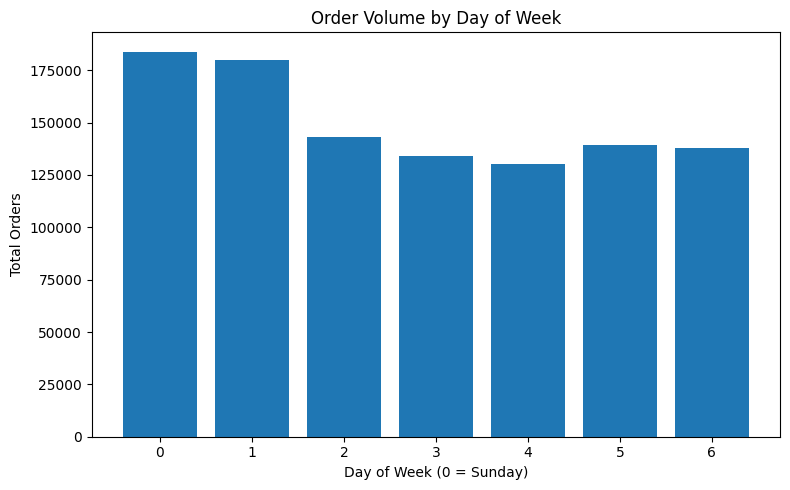 Order Volume by Day of Week
Total Orders
175000
150000
125000
100000
75000
50000
25000
0
0 1 2 3 4 5 6
Day of Week (0 = Sunday)